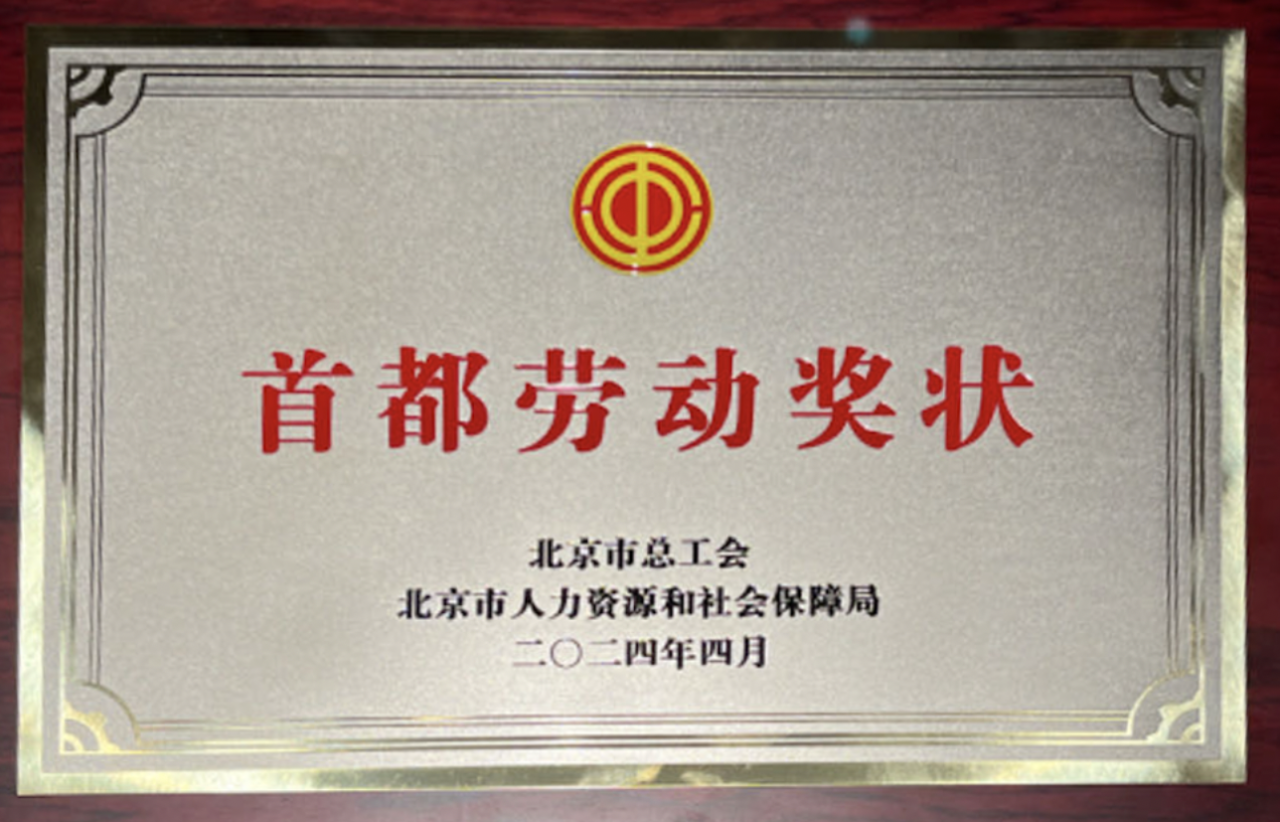 首都劳动奖状
北京市总工会
北京市人力资源和社会保障局
二〇二四年四月